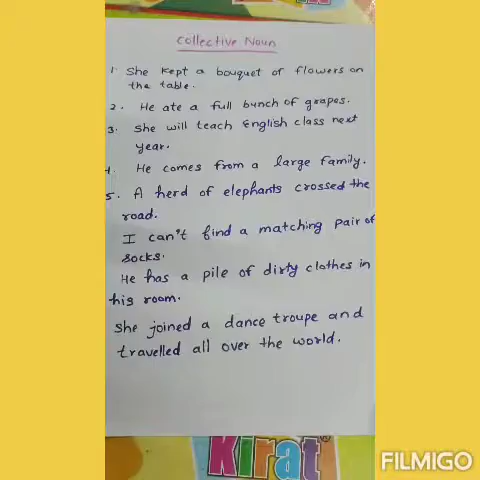 Collective Noun
1 She kept a bouquet of flowers on
the table.
2. He ate a full bunch of grapes.
3. She will teach English class next
year.
4. He comes from a large family.
5. A herd of elephants crossed the
road.
I can't find a matching pair of
socks.
He has a pile of dirty clothes in
his room.
She joined a dance troupe and
travelled all over the world.
Kirat®
FILMIGO